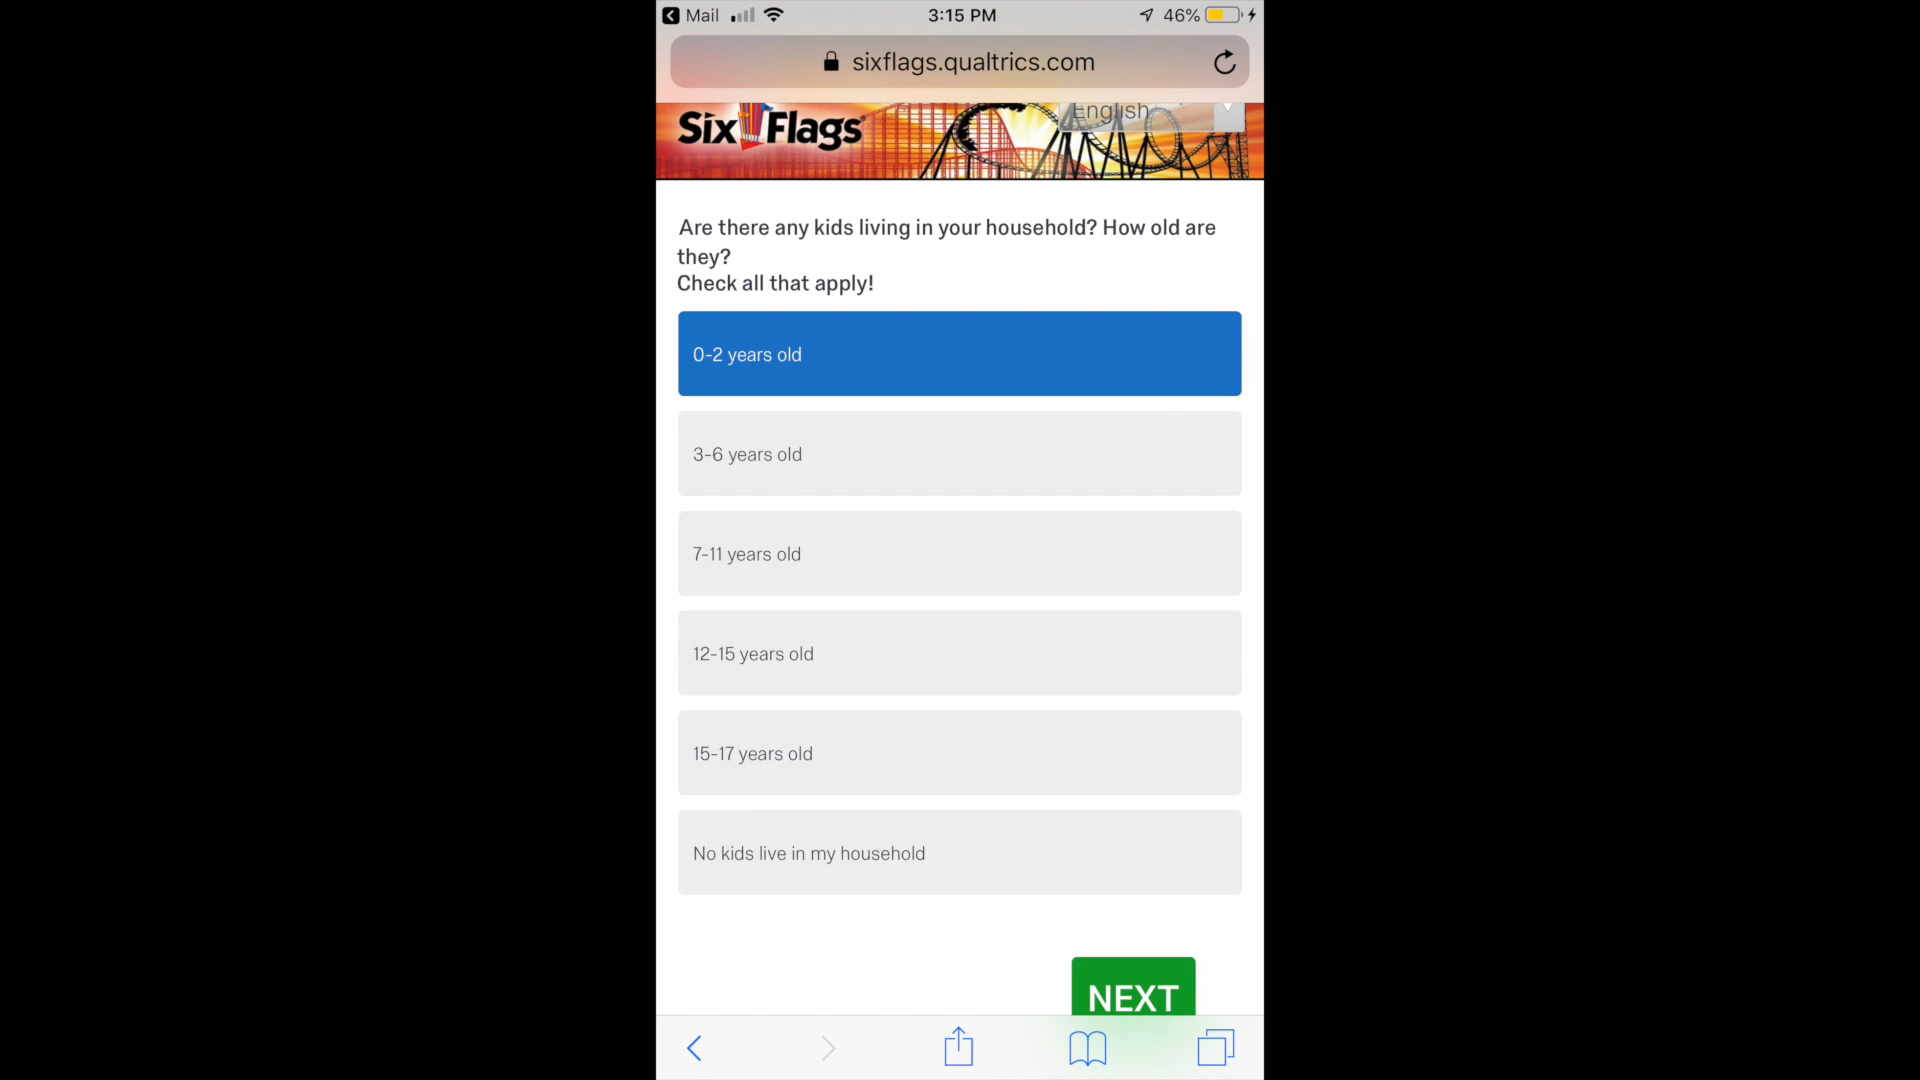 Mail 3:15 PM 46%
sixflags.qualtrics.com
Six Flags
English
Are there any kids living in your household? How old are
they?
Check all that apply!
0-2 years old
3-6 years old
7-11 years old
12-15 years old
15-17 years old
No kids live in my household
NEXT